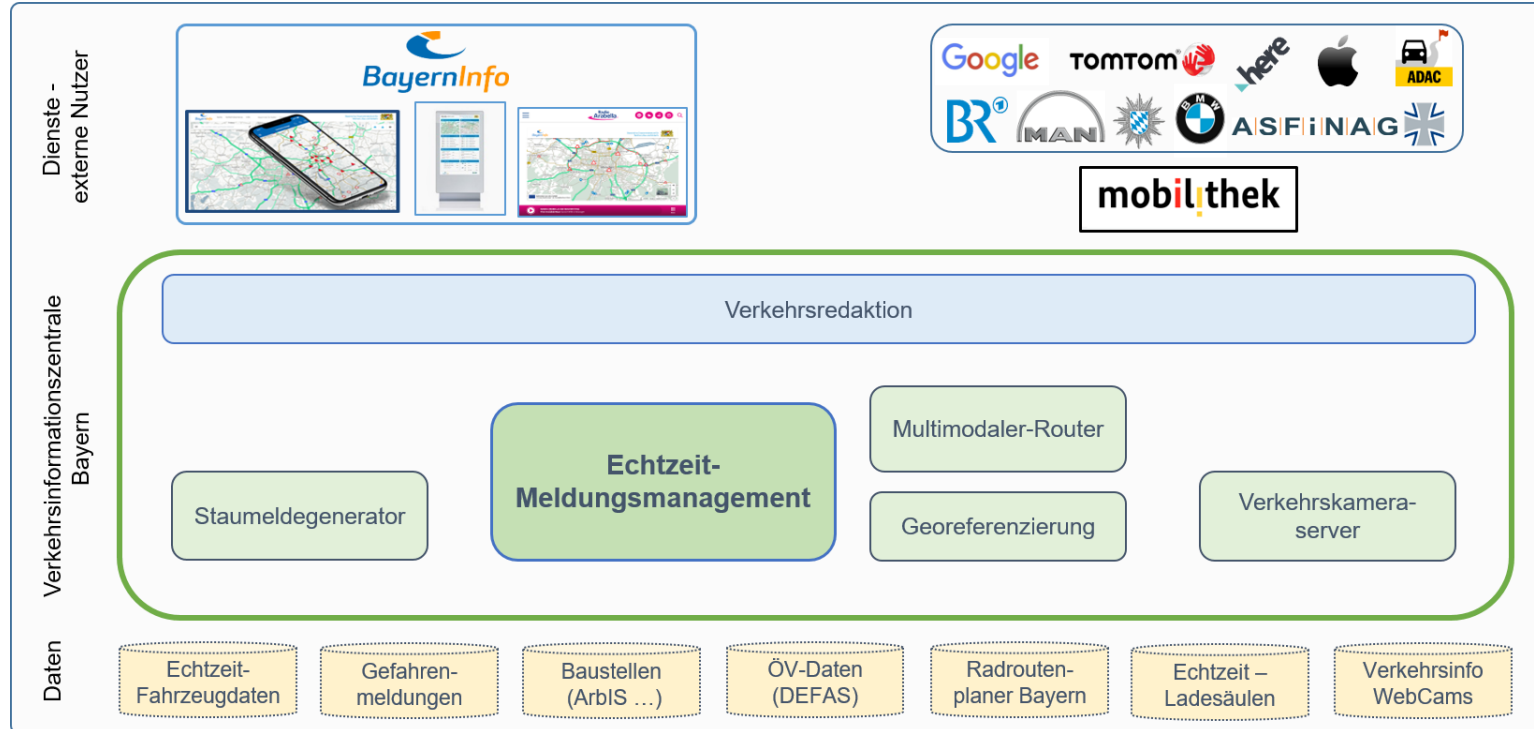 Dienste -
externe Nutzer
BayernInfo
Arabella
Google
TOMTOM
here
ADAC
BR
MAN
BMW
ASFiNAG
mobilithek
Verkehrsinformationszentrale
Bayern
Verkehrsredaktion
Echtzeit-
Meldungsmanagement
Multimodaler-Router
Staumeldegenerator
Georeferenzierung
Verkehrskamera-
server
Daten
Echtzeit-
Fahrzeugdaten
Gefahren-
meldungen
Baustellen
(ArbIS ...)
ÖV-Daten
(DEFAS)
Radrouten-
planer Bayern
Echtzeit –
Ladesäulen
Verkehrsinfo
WebCams